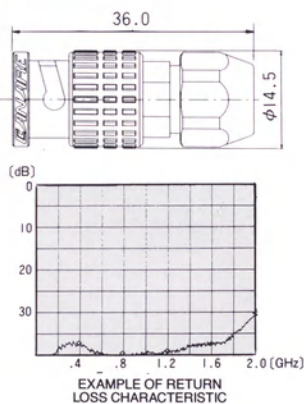 36.0
CANARE
φ14.5
(dB)
0
10
20
30
.4 .8 1.2 1.6 2.0 (GHz)
EXAMPLE OF RETURN
LOSS CHARACTERISTIC